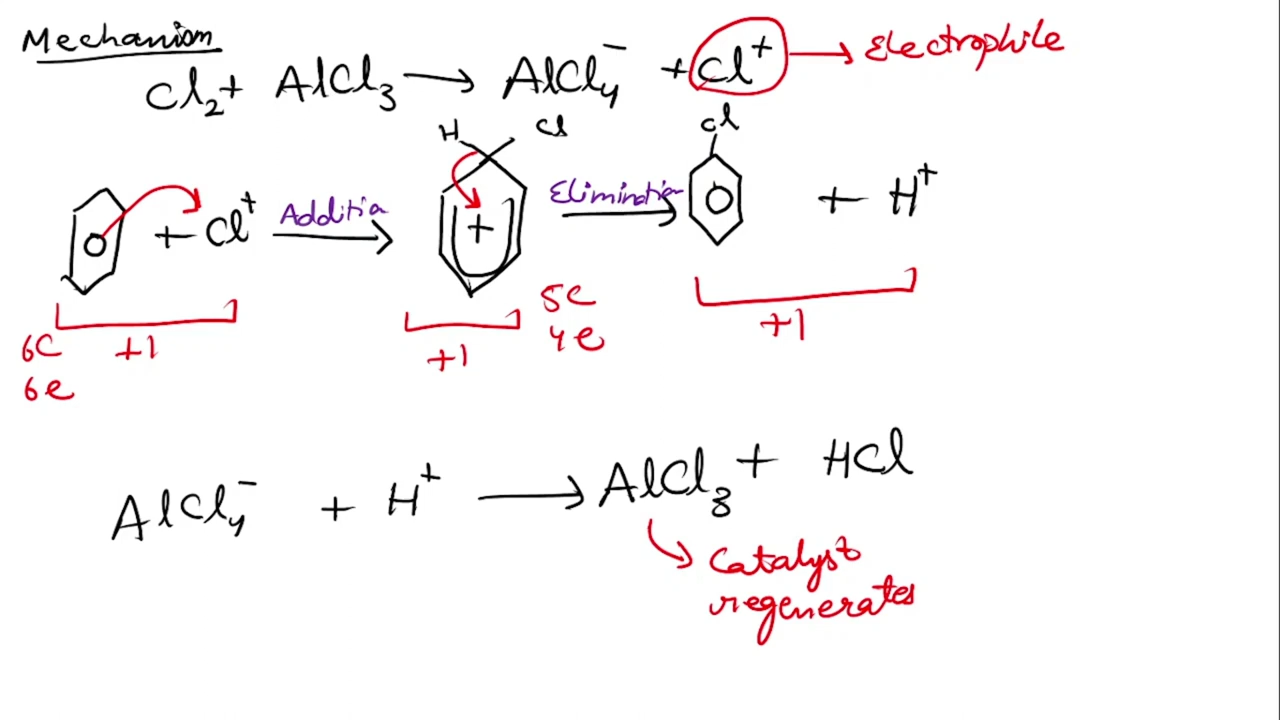 Mechanism
Cl₂ + AlCl₃ → AlCl₄⁻ + Cl⁺ → Electrophile
H Cl Cl
+ Cl⁺ Additio + Elimination + H⁺
6C +1 +1 5C +1
6e 4e
AlCl₄⁻ + H⁺ → AlCl₃ + HCl
Catalyst
regenerates